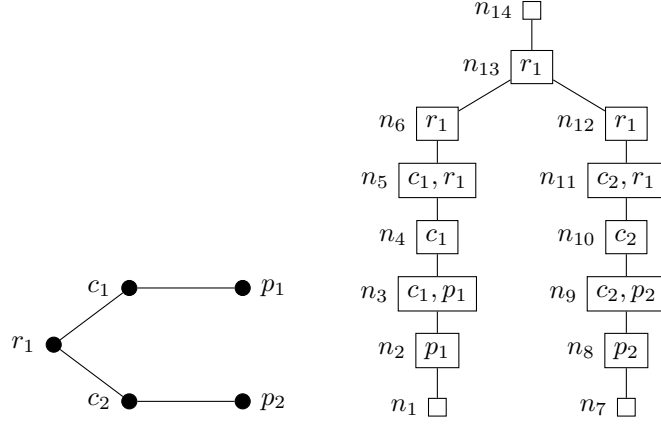 n14
n13 r1
n6 r1 n12 r1
n5 c1, r1 n11 c2, r1
n4 c1 n10 c2
c1 p1 n3 c1, p1 n9 c2, p2
r1 n2 p1 n8 p2
c2 p2 n1 n7